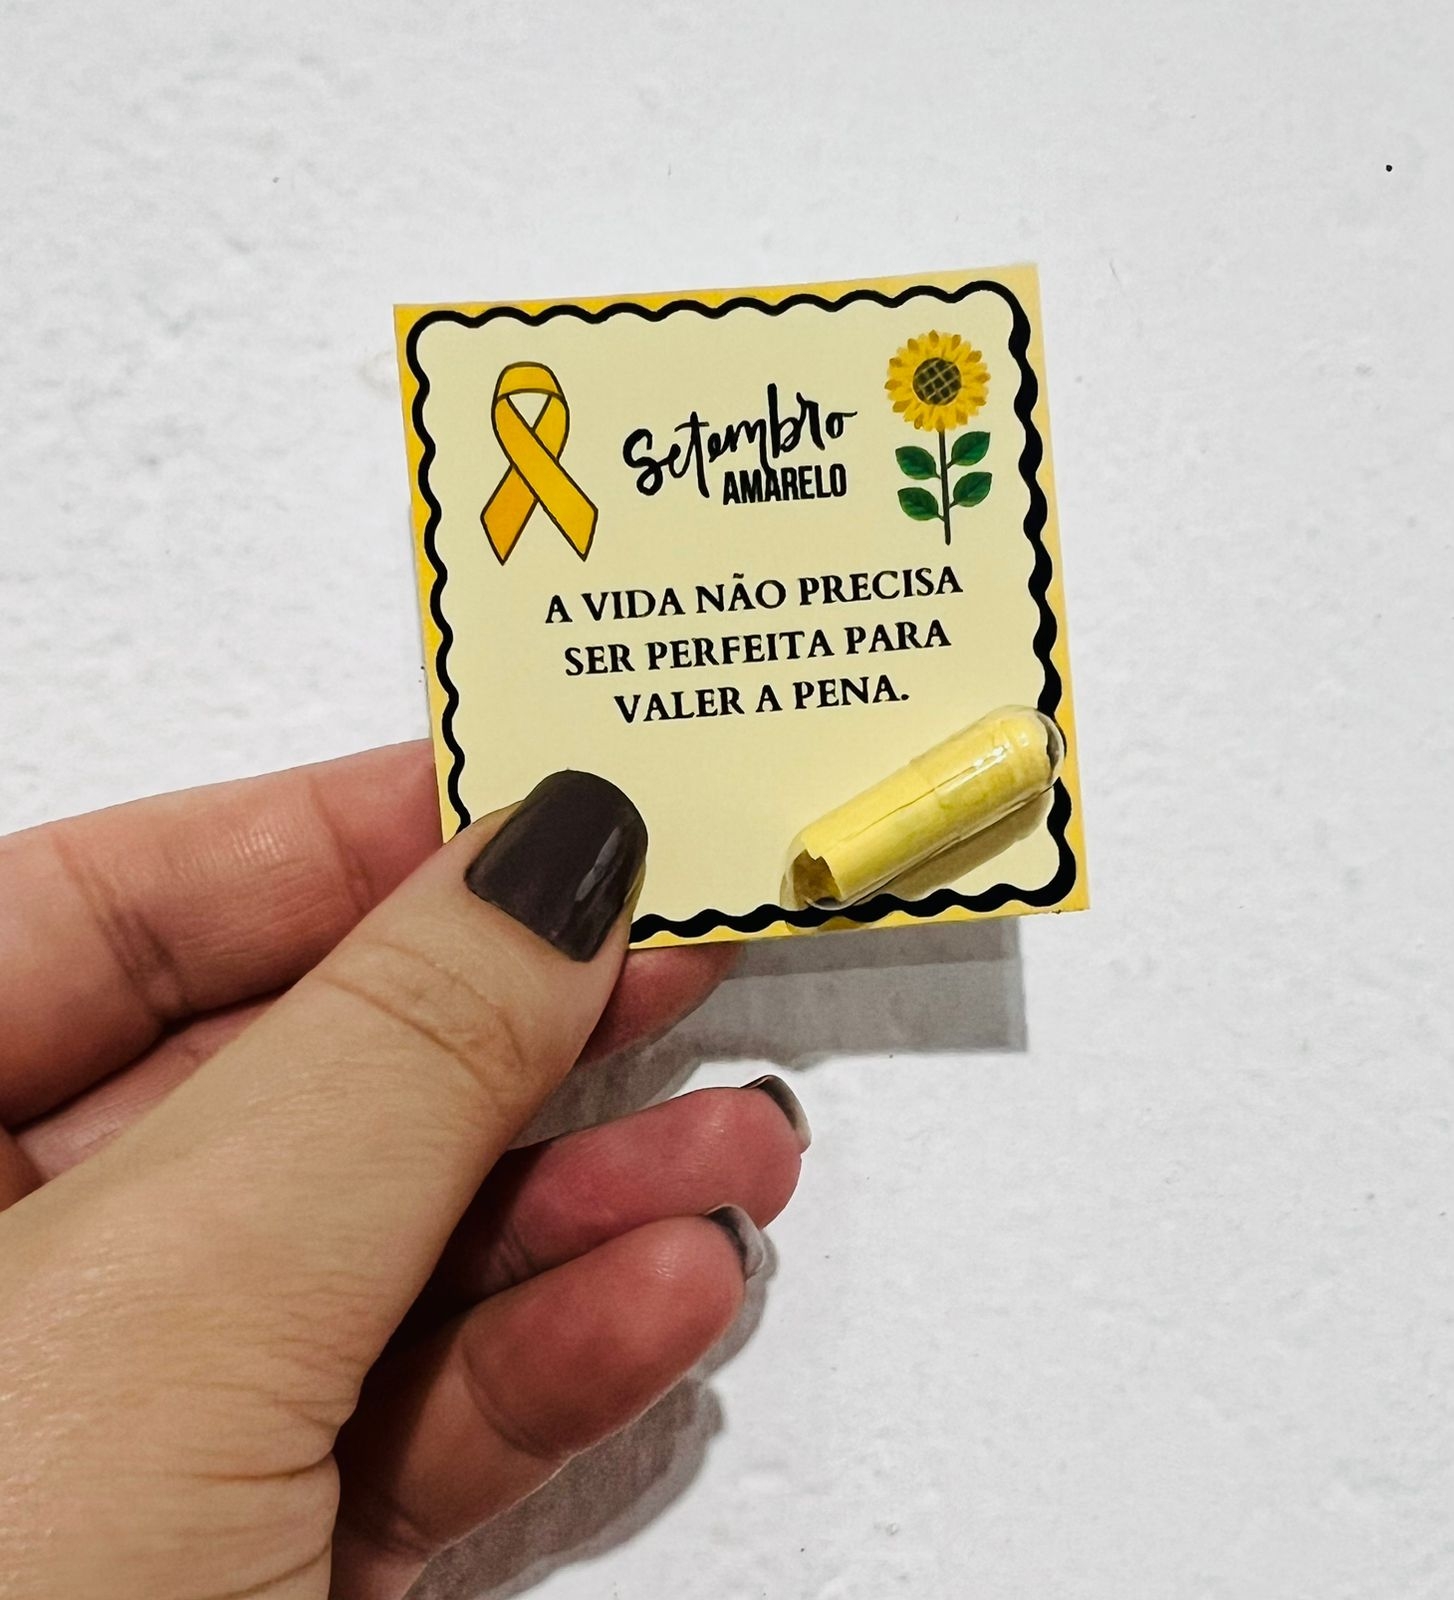 Setembro
AMARELO
A VIDA NÃO PRECISA
SER PERFEITA PARA
VALER A PENA.